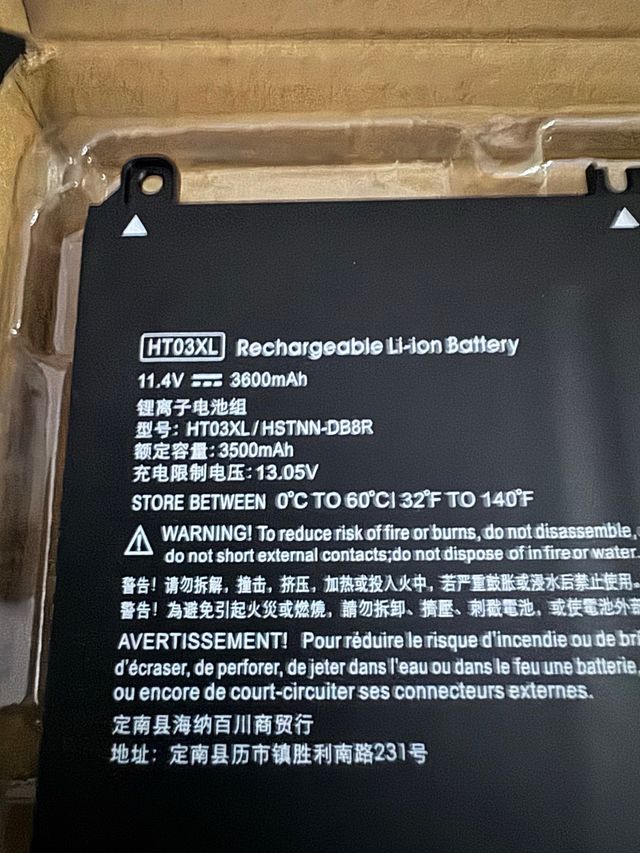 HT03XL Rechargeable Li-ion Battery
11.4V ⎓ 3600mAh
锂离子电池组
型号: HT03XL/HSTNN-DB8R
额定容量:3500mAh
充电限制电压:13.05V
STORE BETWEEN 0°C TO 60°C| 32°F TO 140°F
WARNING! To reduce risk of fire or burns, do not disassemble,
do not short external contacts;do not dispose of in fire or water.
警告! 请勿拆解, 撞击, 挤压, 加热或投入火中, 若严重鼓胀或浸水后禁止使用.
警告! 為避免引起火災或燃燒, 請勿拆卸、擠壓、刺戳電池, 或使電池外
AVERTISSEMENT! Pour réduire le risque d'incendie ou de
d'écraser, de perforer, de jeter dans l'eau ou dans le feu une batterie,
ou encore de court-circuiter ses connecteurs externes.
定南县海纳百川商贸行
地址: 定南县历市镇胜利南路231号